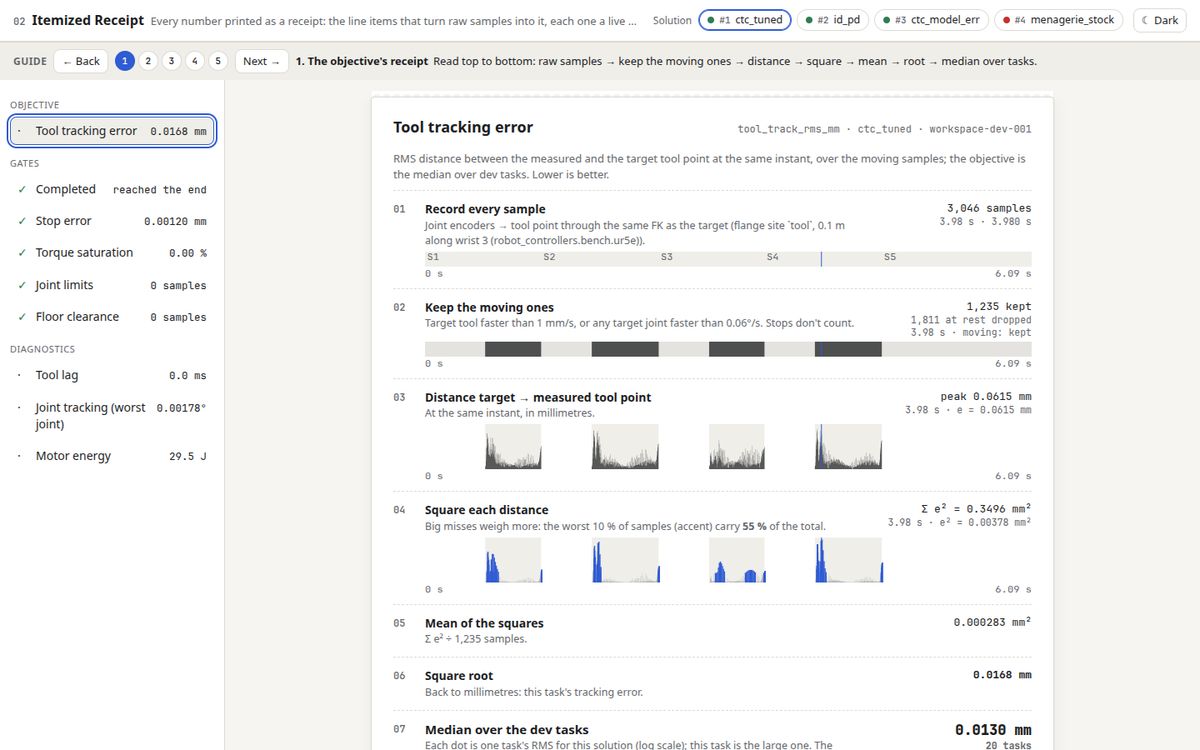 02 Itemized Receipt Every number printed as a receipt: the line items that turn raw samples into it, each one a live ... Solution #1 ctc_tuned #2 id_pd #3 ctc_model_err #4 menagerie_stock ☾ Dark
GUIDE ← Back 1 2 3 4 5 Next → 1. The objective's receipt Read top to bottom: raw samples → keep the moving ones → distance → square → mean → root → median over tasks.
OBJECTIVE
· Tool tracking error 0.0168 mm
GATES
✓ Completed reached the end
✓ Stop error 0.00120 mm
✓ Torque saturation 0.00 %
✓ Joint limits 0 samples
✓ Floor clearance 0 samples
DIAGNOSTICS
· Tool lag 0.0 ms
· Joint tracking (worst 0.00178°
joint)
· Motor energy 29.5 J
Tool tracking error tool_track_rms_mm · ctc_tuned · workspace-dev-001
RMS distance between the measured and the target tool point at the same instant, over the moving samples; the objective is
the median over dev tasks. Lower is better.
01 Record every sample 3,046 samples
Joint encoders → tool point through the same FK as the target (flange site `tool`, 0.1 m 3.98 s · 3.980 s
along wrist 3 (robot_controllers.bench.ur5e)).
S1 S2 S3 S4 S5
0 s 6.09 s
02 Keep the moving ones 1,235 kept
Target tool faster than 1 mm/s, or any target joint faster than 0.06°/s. Stops don't count. 1,811 at rest dropped
3.98 s · moving: kept
0 s 6.09 s
03 Distance target → measured tool point peak 0.0615 mm
At the same instant, in millimetres. 3.98 s · e = 0.0615 mm
0 s 6.09 s
04 Square each distance Σ e² = 0.3496 mm²
Big misses weigh more: the worst 10 % of samples (accent) carry 55 % of the total. 3.98 s · e² = 0.00378 mm²
0 s 6.09 s
05 Mean of the squares 0.000283 mm²
Σ e² ÷ 1,235 samples.
06 Square root 0.0168 mm
Back to millimetres: this task's tracking error.
07 Median over the dev tasks 0.0130 mm
Each dot is one task's RMS for this solution (log scale); this task is the large one. The 20 tasks